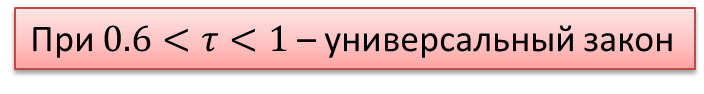 При 0.6 < τ < 1 – универсальный закон